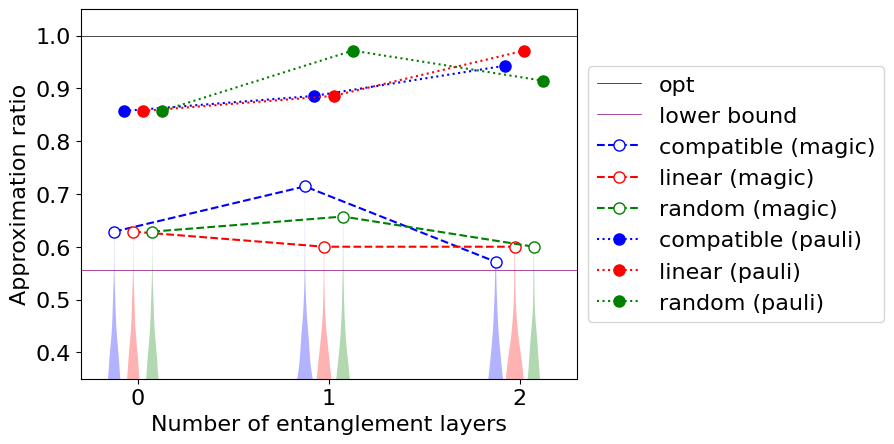 Approximation ratio
1.0
0.9
0.8
0.7
0.6
0.5
0.4
0
1
2
Number of entanglement layers
opt
lower bound
compatible (magic)
linear (magic)
random (magic)
compatible (pauli)
linear (pauli)
random (pauli)